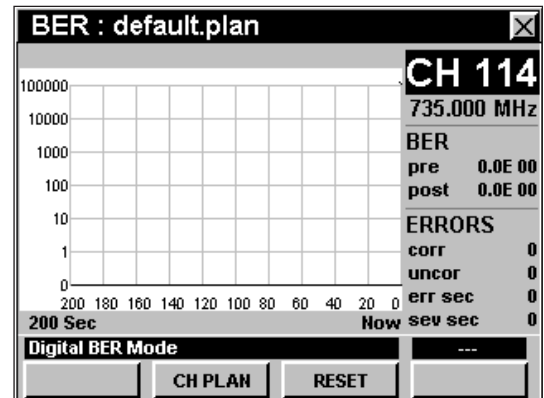 BER : default.plan
CH 114
735.000 MHz
100000
10000
1000
100
10
1
0
200 180 160 140 120 100 80 60 40 20 0
200 Sec Now
BER
pre 0.0E 00
post 0.0E 00
ERRORS
corr 0
uncor 0
err sec 0
sev sec 0
Digital BER Mode ---
CH PLAN RESET